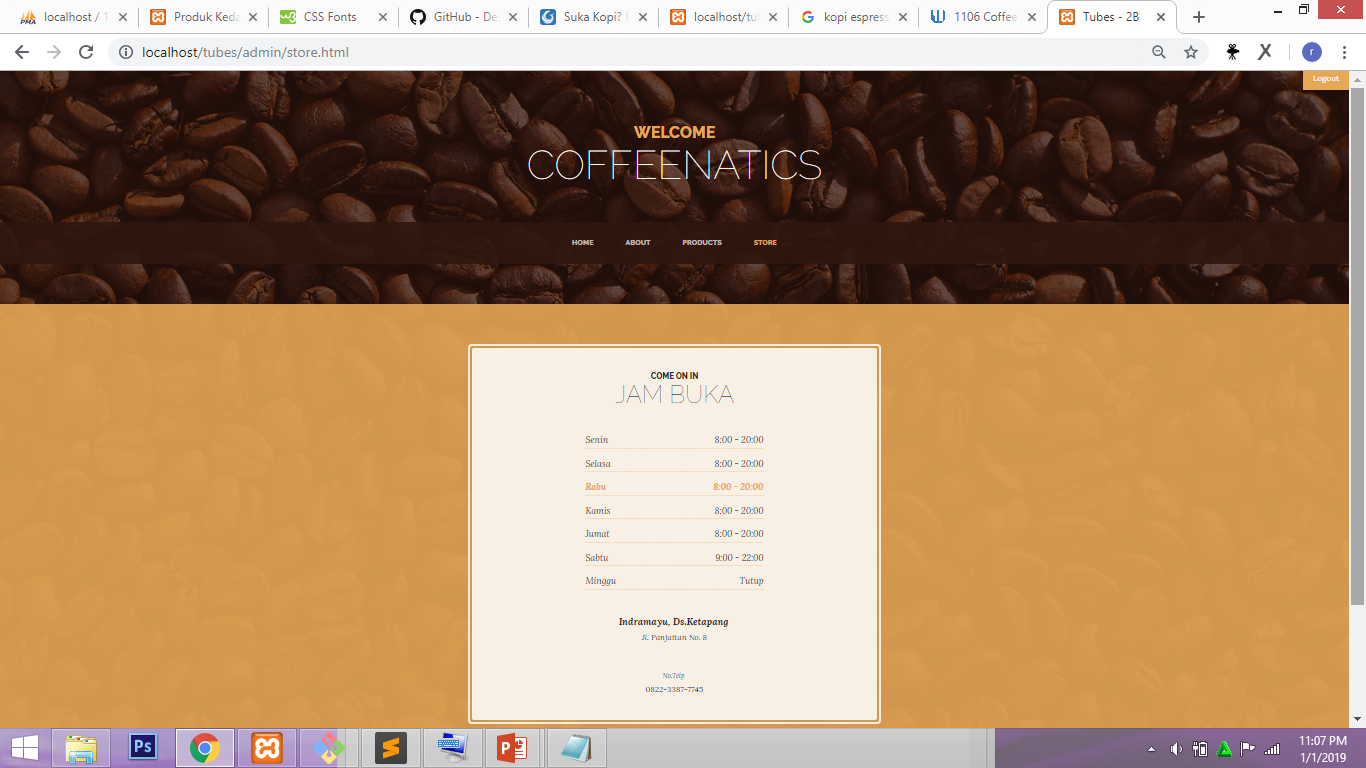 localhost / 1
Produk Keda
CSS Fonts
GitHub - De
Suka Kopi?
localhost/tu
kopi espress
1106 Coffee
Tubes - 2B
localhost/tubes/admin/store.html
r
Logout
WELCOME
COFFEENATICS
HOME ABOUT PRODUCTS STORE
COME ON IN
JAM BUKA
Senin 8:00 - 20:00
Selasa 8:00 - 20:00
Rabu 8:00 - 20:00
Kamis 8:00 - 20:00
Jumat 8:00 - 20:00
Sabtu 9:00 - 22:00
Minggu Tutup
Indramayu, Ds.Ketapang
Jl. Panjaitan No. 8
No.Telp
0822-3387-7745
Ps
11:07 PM
1/1/2019